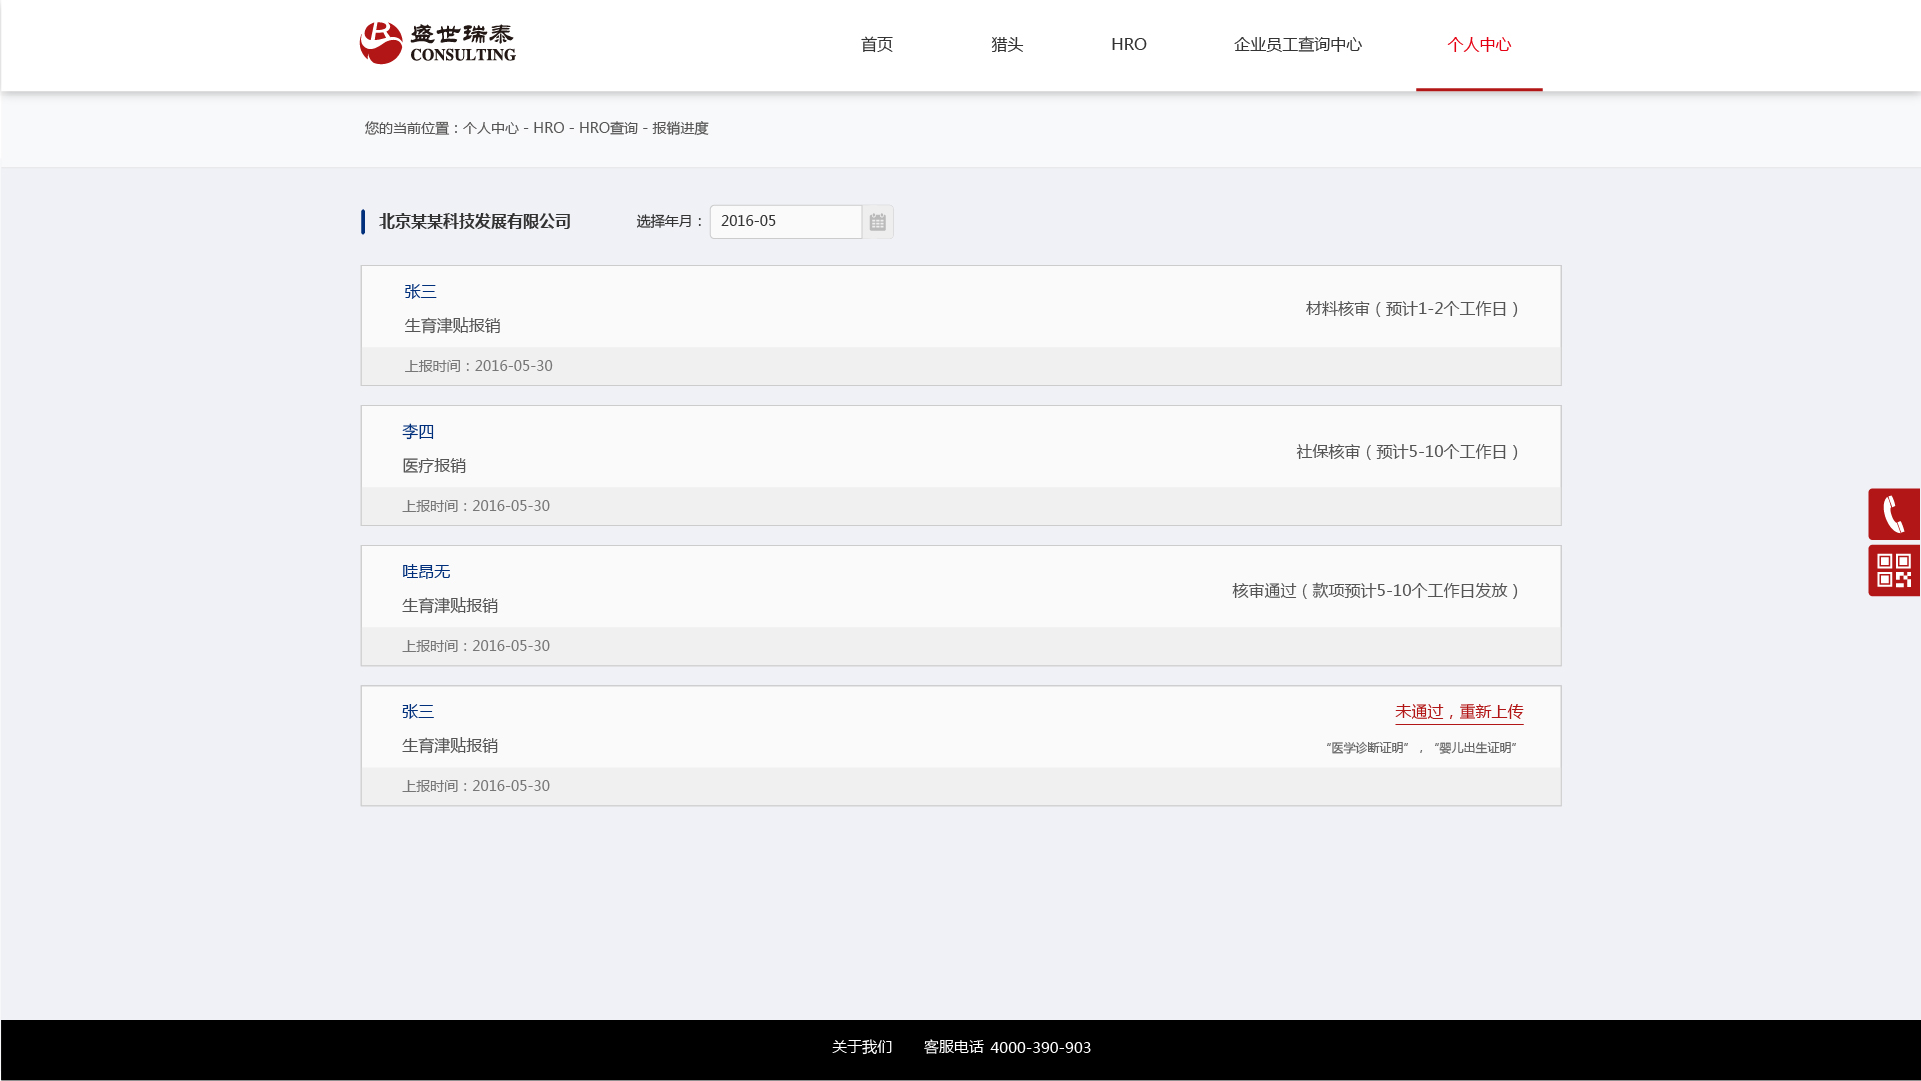 盛世瑞泰
CONSULTING
首页
猎头
HRO
企业员工查询中心
个人中心
您的当前位置：个人中心 - HRO - HRO查询 - 报销进度
北京某某科技发展有限公司
选择年月：
2016-05
张三
生育津贴报销
材料核审（预计1-2个工作日）
上报时间：2016-05-30
李四
医疗报销
社保核审（预计5-10个工作日）
上报时间：2016-05-30
哇昂无
生育津贴报销
核审通过（款项预计5-10个工作日发放）
上报时间：2016-05-30
张三
生育津贴报销
未通过，重新上传
“医学诊断证明”，“婴儿出生证明“
上报时间：2016-05-30
关于我们
客服电话 4000-390-903